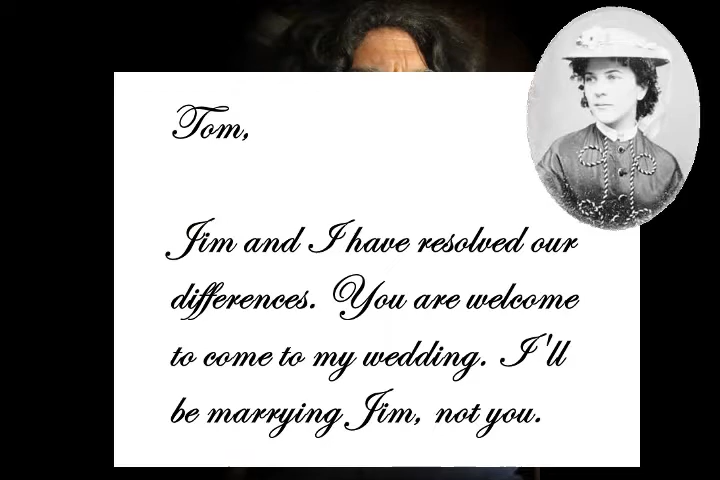 Tom,
Jim and I have resolved our
differences. You are welcome
to come to my wedding. I'll
be marrying Jim, not you.